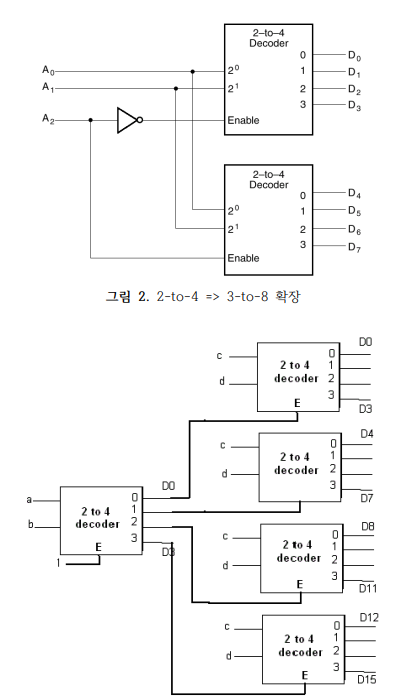 2-to-4
Decoder
A0
20
0
D0
A1
21
1
D1
2
D2
3
D3
A2
Enable
2-to-4
Decoder
0
D4
20
1
D5
21
2
D6
3
D7
Enable
그림 2. 2-to-4 => 3-to-8 확장
D0
c
2 to 4
decoder
0
1
d
2
3
E
D3
D4
c
2 to 4
decoder
0
1
d
2
3
E
D7
a
2 to 4
decoder
0
D0
1
b
2
3
D3
E
1
D8
c
2 to 4
decoder
0
1
d
2
3
E
D11
D12
c
2 to 4
decoder
0
1
d
2
3
E
D15